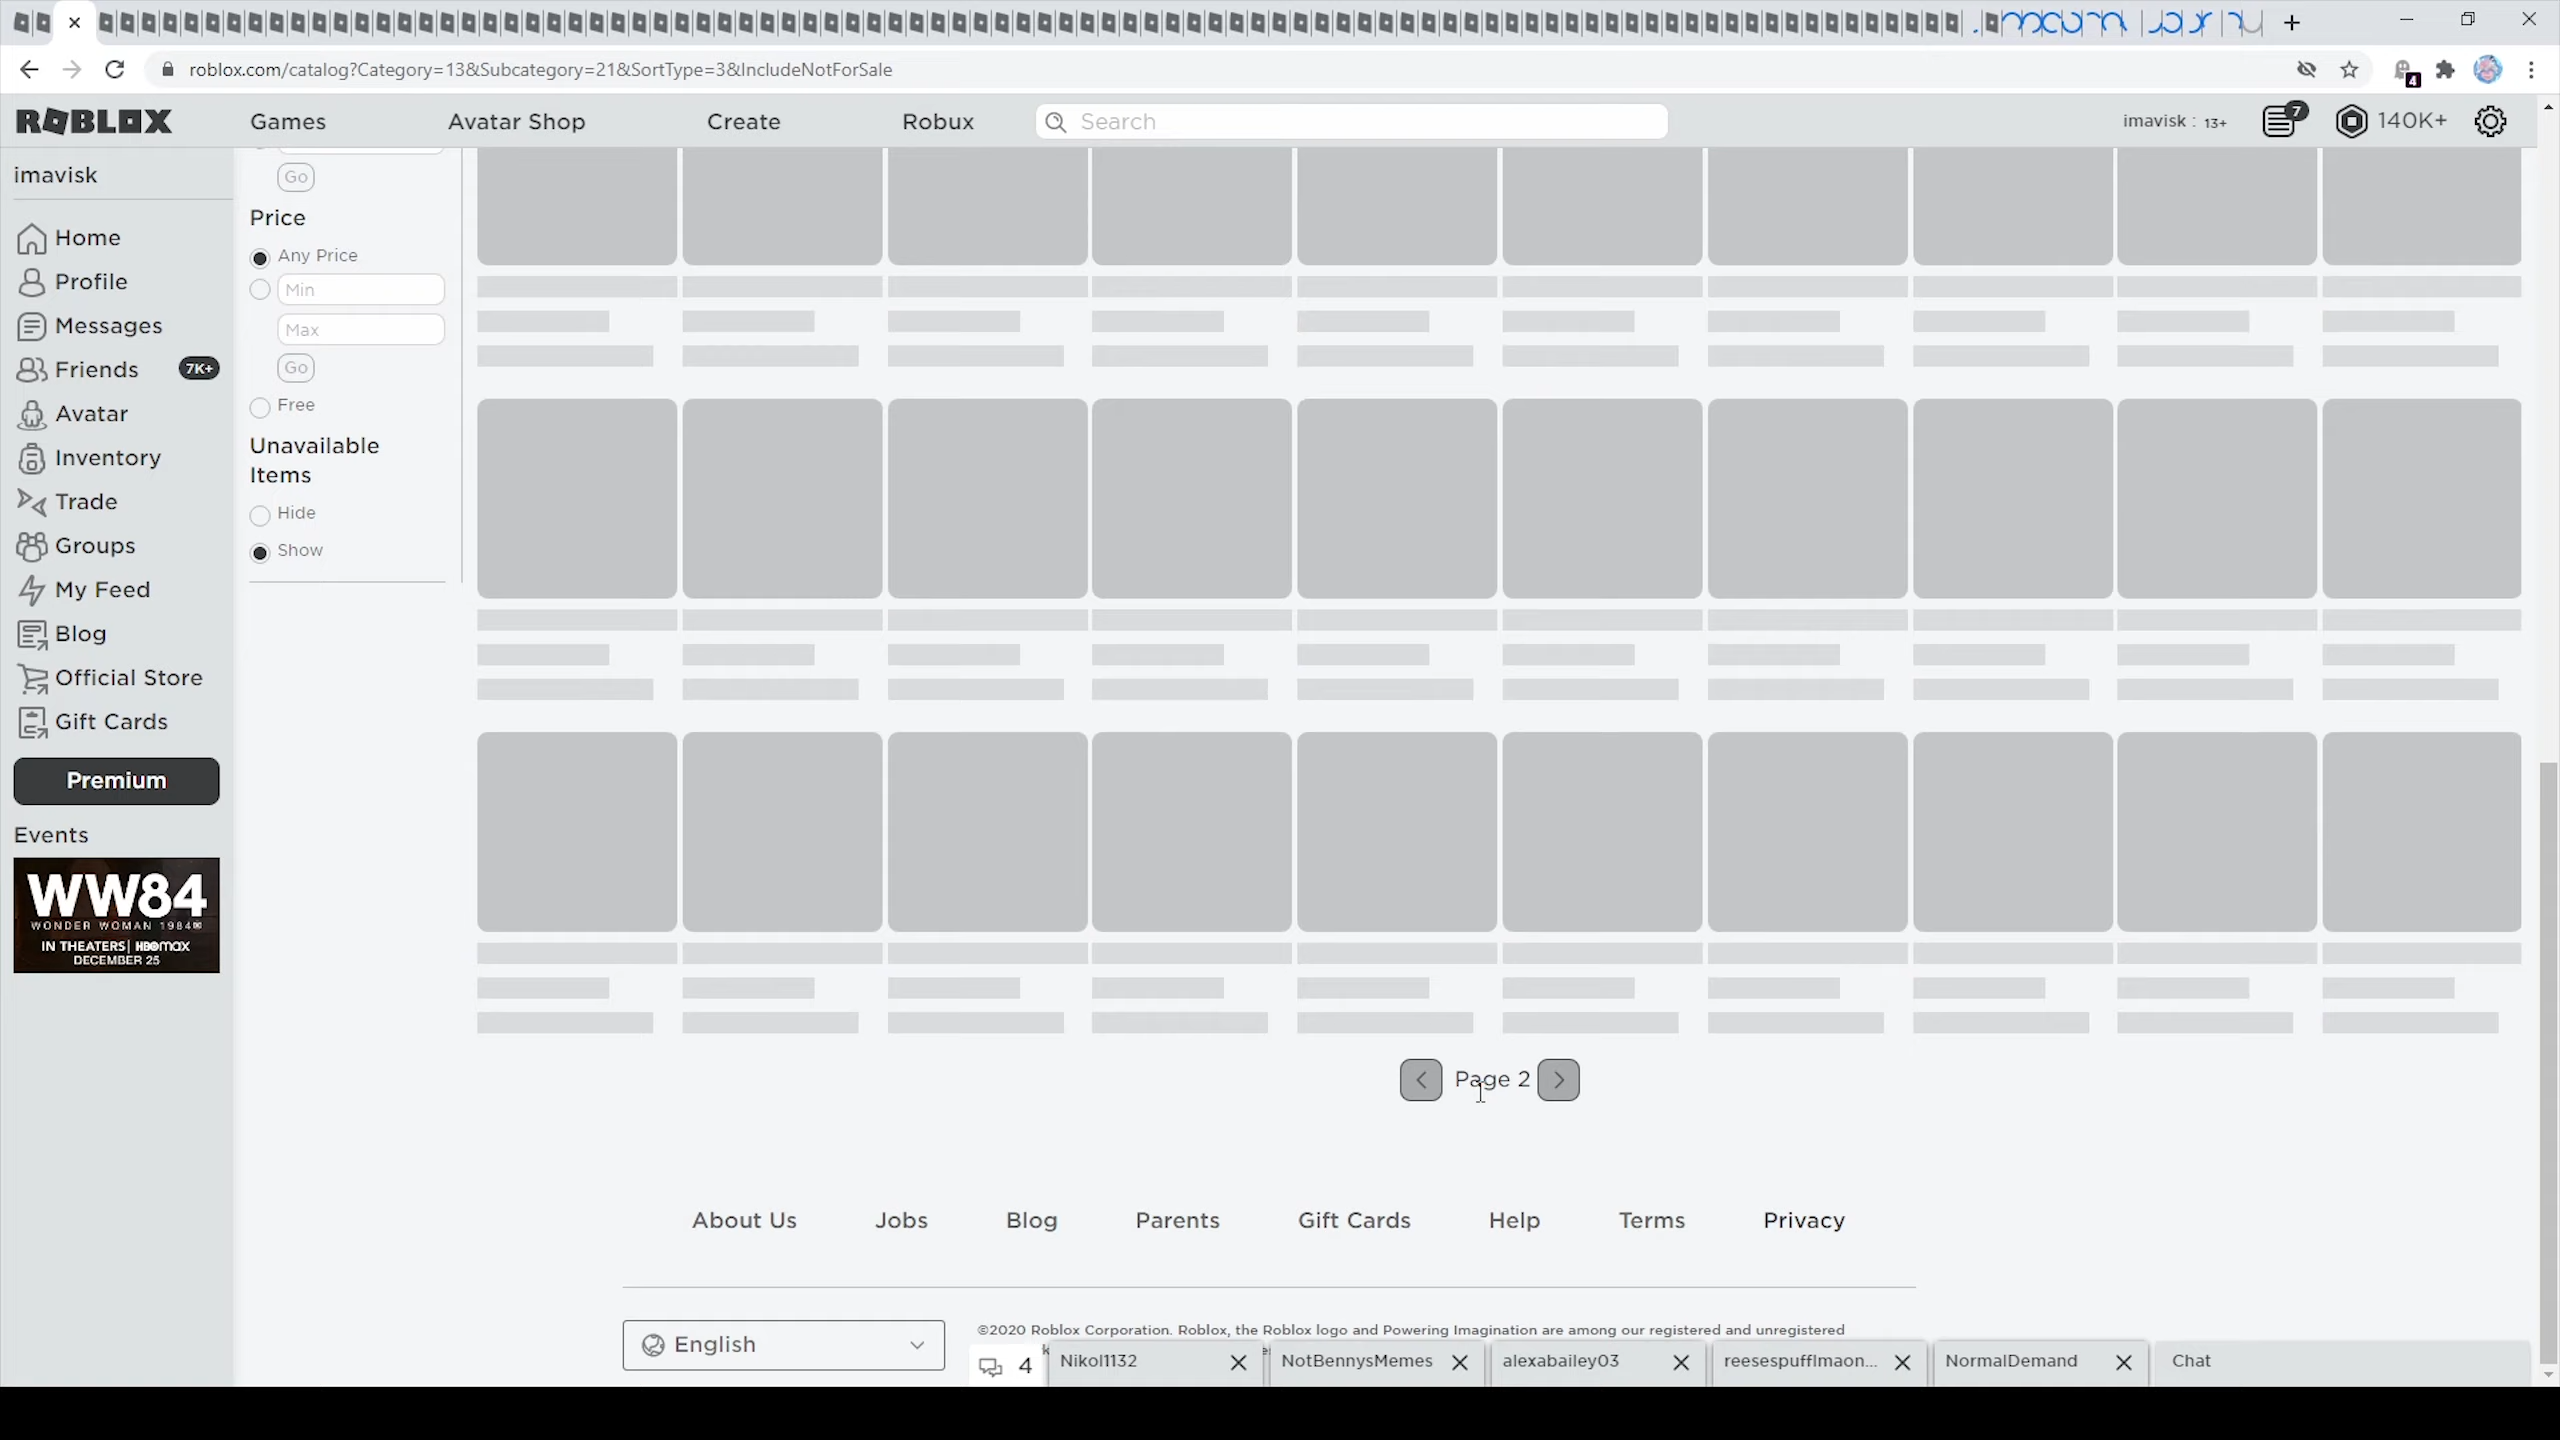 roblox.com/catalog?Category=13&Subcategory=21&SortType=3&IncludeNotForSale
4
ROBLOX
Games
Avatar Shop
Create
Robux
Search
imavisk : 13+
7
140K+
imavisk
Home
Profile
Messages
Friends
7K+
Avatar
Inventory
Trade
Groups
My Feed
Blog
Official Store
Gift Cards
Premium
Events
WW84
WONDER WOMAN 1984
IN THEATERS| HBOmax
DECEMBER 25
Go
Price
Any Price
Min
Max
Go
Free
Unavailable
Items
Hide
Show
Page 2
About Us
Jobs
Blog
Parents
Gift Cards
Help
Terms
Privacy
English
©2020 Roblox Corporation. Roblox, the Roblox logo and Powering Imagination are among our registered and unregistered
4
Nikol1132
NotBennysMemes
alexabailey03
reesespufflmaon...
NormalDemand
Chat